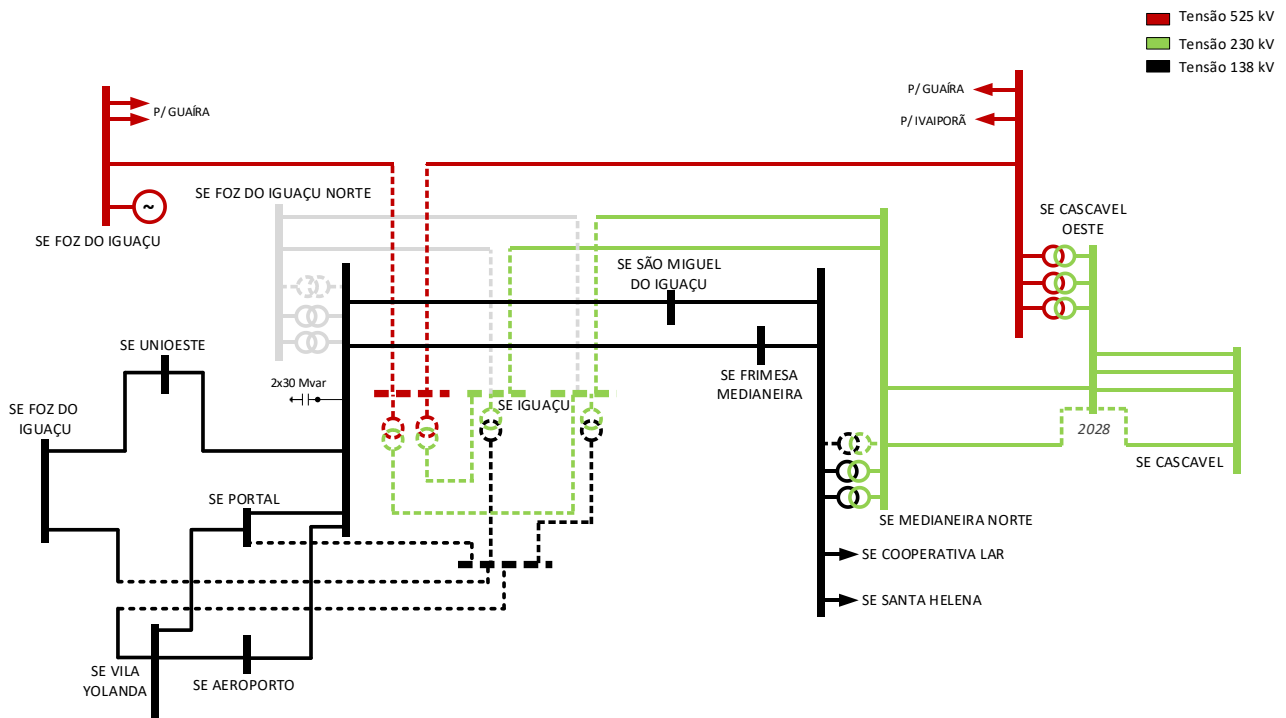 Tensão 525 kV
Tensão 230 kV
Tensão 138 kV
P/ GUAÍRA
P/ IVAIPORÃ
P/ GUAÍRA
~
SE FOZ DO IGUAÇU
SE FOZ DO IGUAÇU NORTE
SE CASCAVEL
OESTE
SE SÃO MIGUEL
DO IGUAÇU
SE UNIOESTE
2x30 Mvar
SE FRIMESA
MEDIANEIRA
SE IGUAÇU
SE FOZ DO
IGUAÇU
2028
SE CASCAVEL
SE PORTAL
SE MEDIANEIRA NORTE
SE COOPERATIVA LAR
SE SANTA HELENA
SE VILA
YOLANDA
SE AEROPORTO